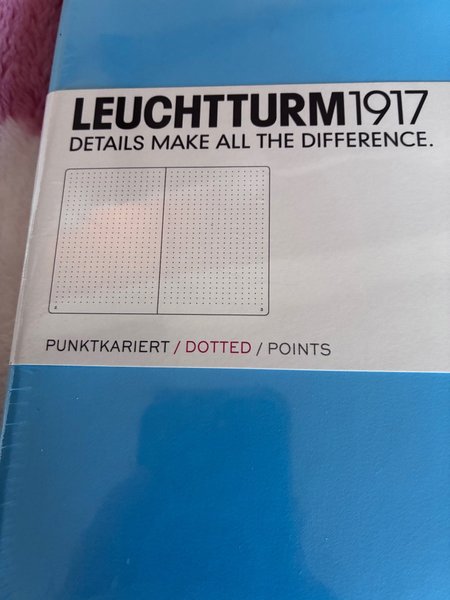 LEUCHTTURM1917
DETAILS MAKE ALL THE DIFFERENCE.
PUNKTKARIERT / DOTTED / POINTS